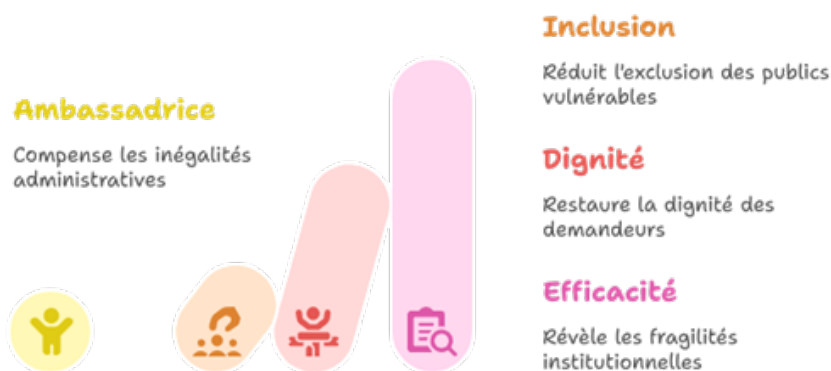 Ambassadrice
Compense les inégalités
administratives
Inclusion
Réduit l'exclusion des publics
vulnérables
Dignité
Restaure la dignité des
demandeurs
Efficacité
Révèle les fragilités
institutionnelles